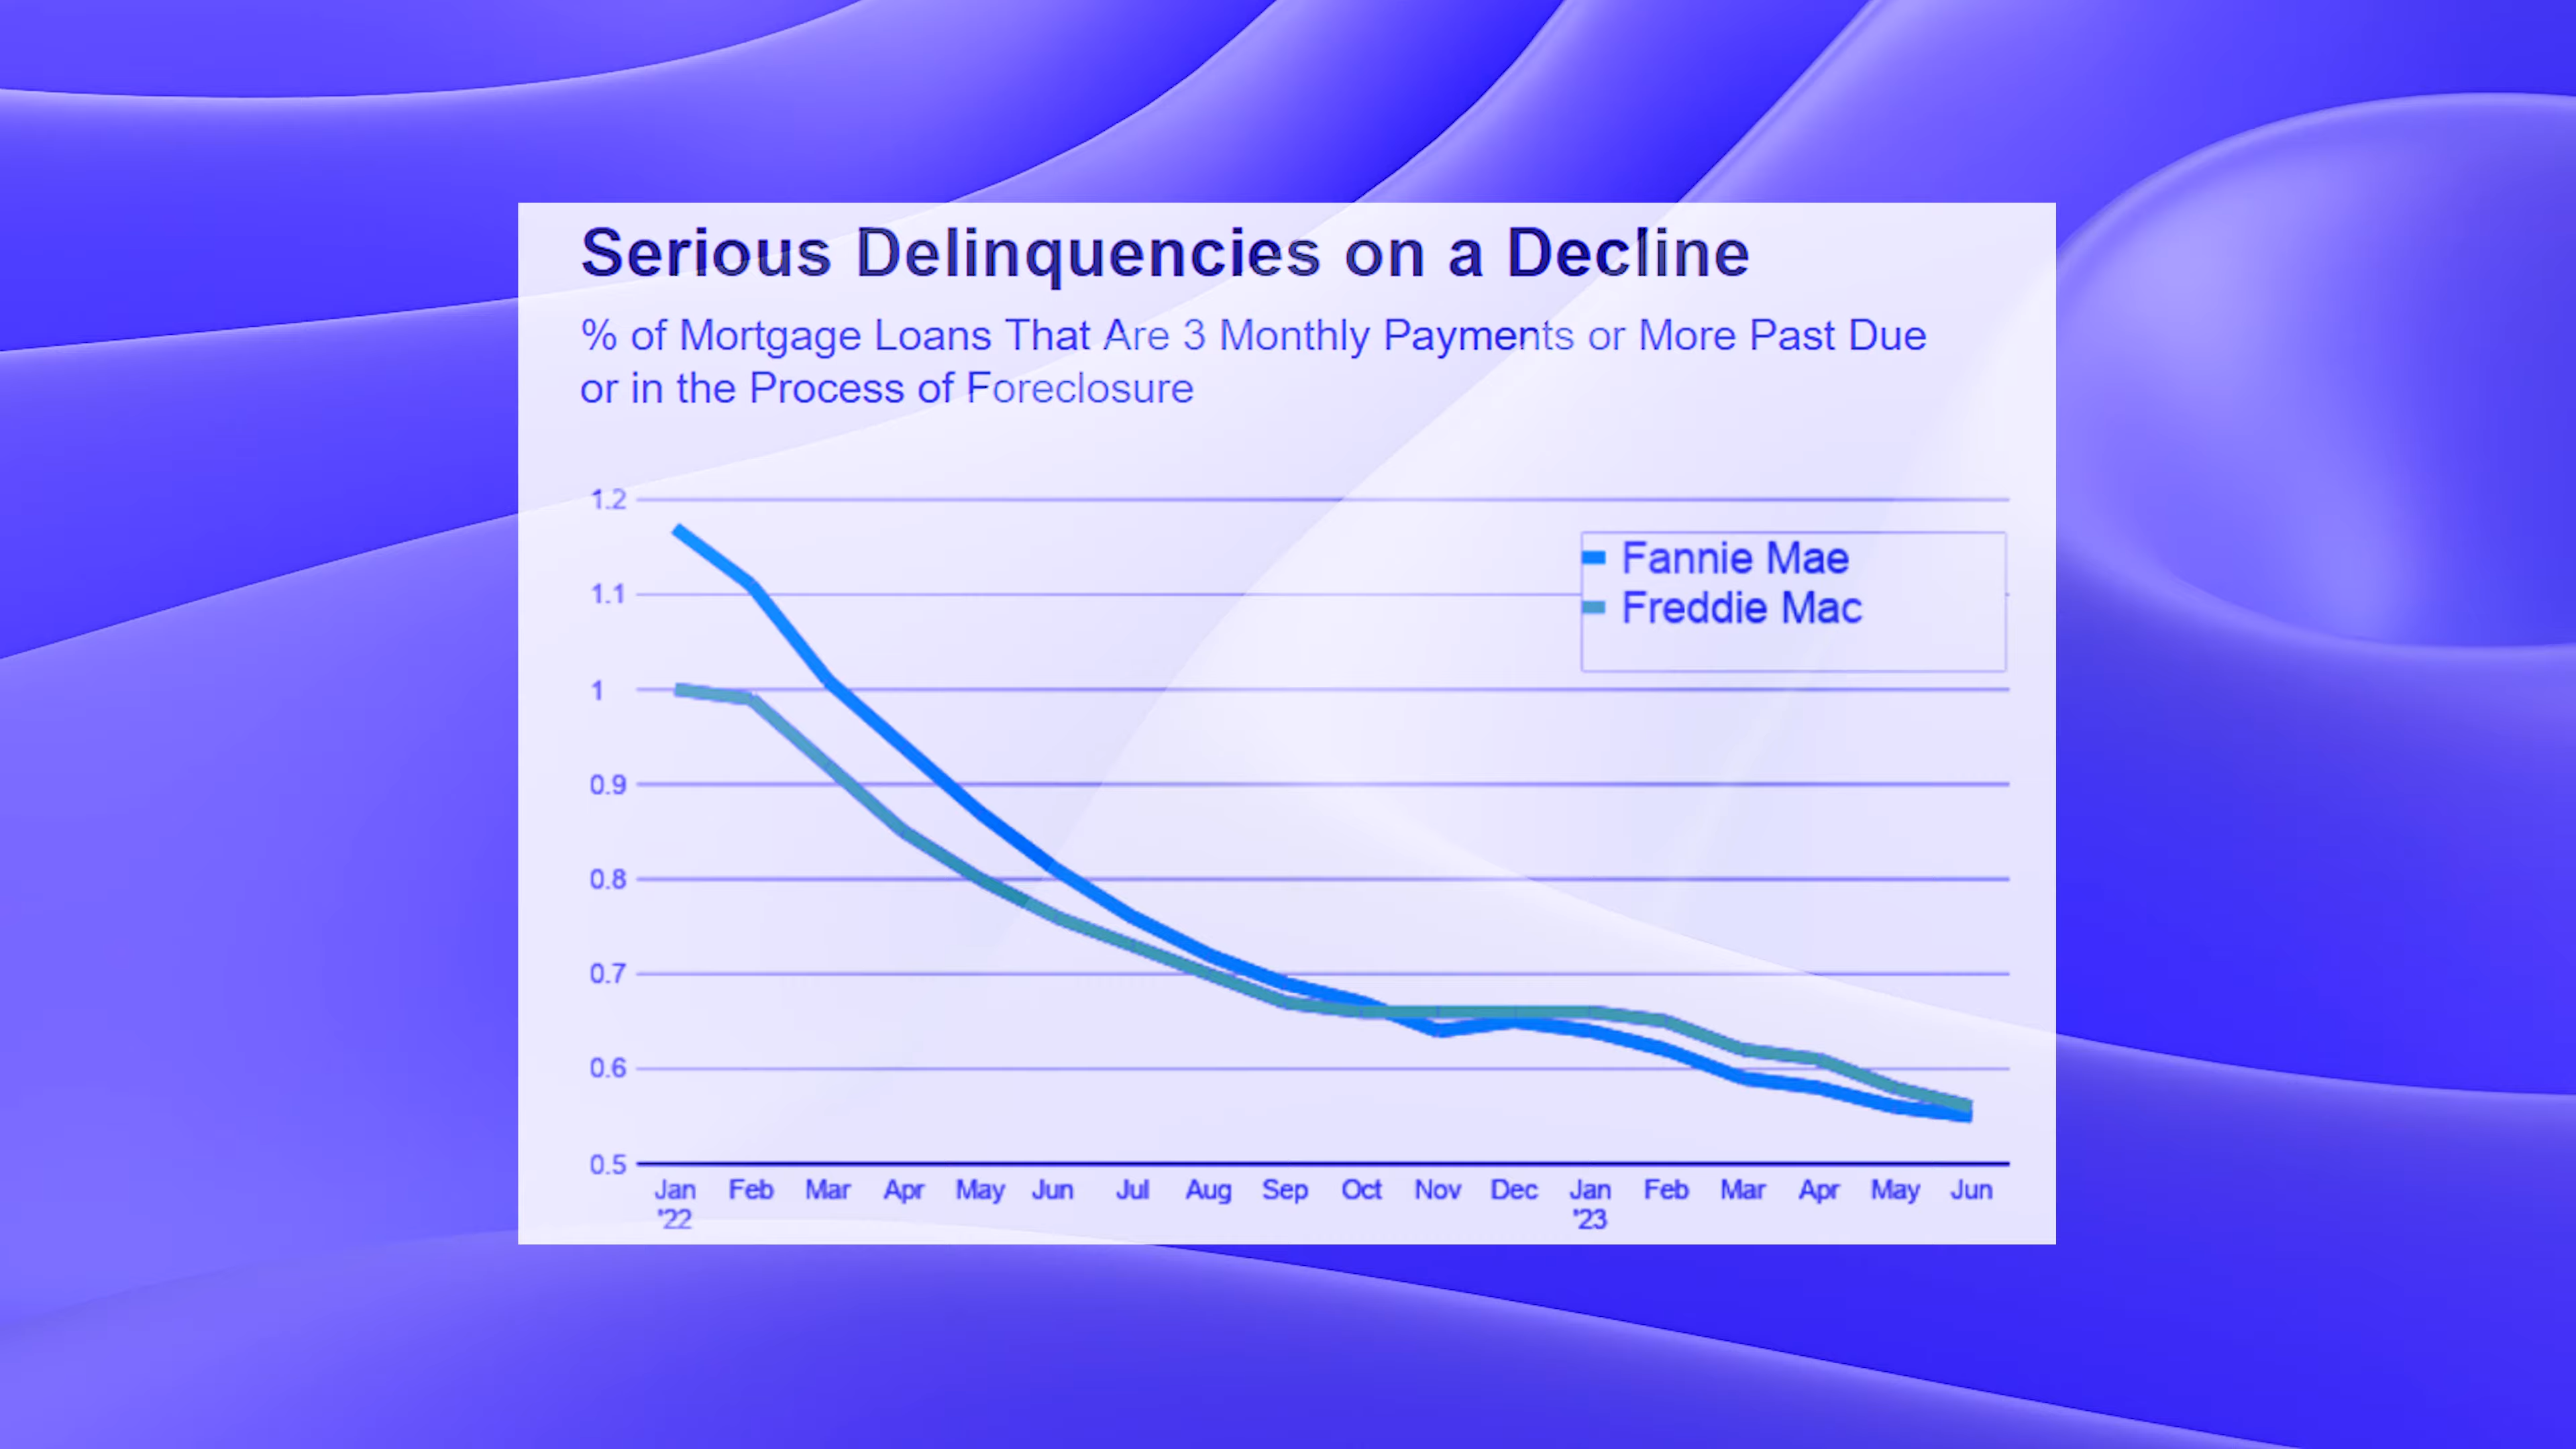 Serious Delinquencies on a Decline
% of Mortgage Loans That Are 3 Monthly Payments or More Past Due
or in the Process of Foreclosure
1.2
Fannie Mae
1.1
Freddie Mac
1
0.9
0.8
0.7
0.6
0.5
Jan Feb Mar Apr May Jun Jul Aug Sep Oct Nov Dec Jan Feb Mar Apr May Jun
'22 '23